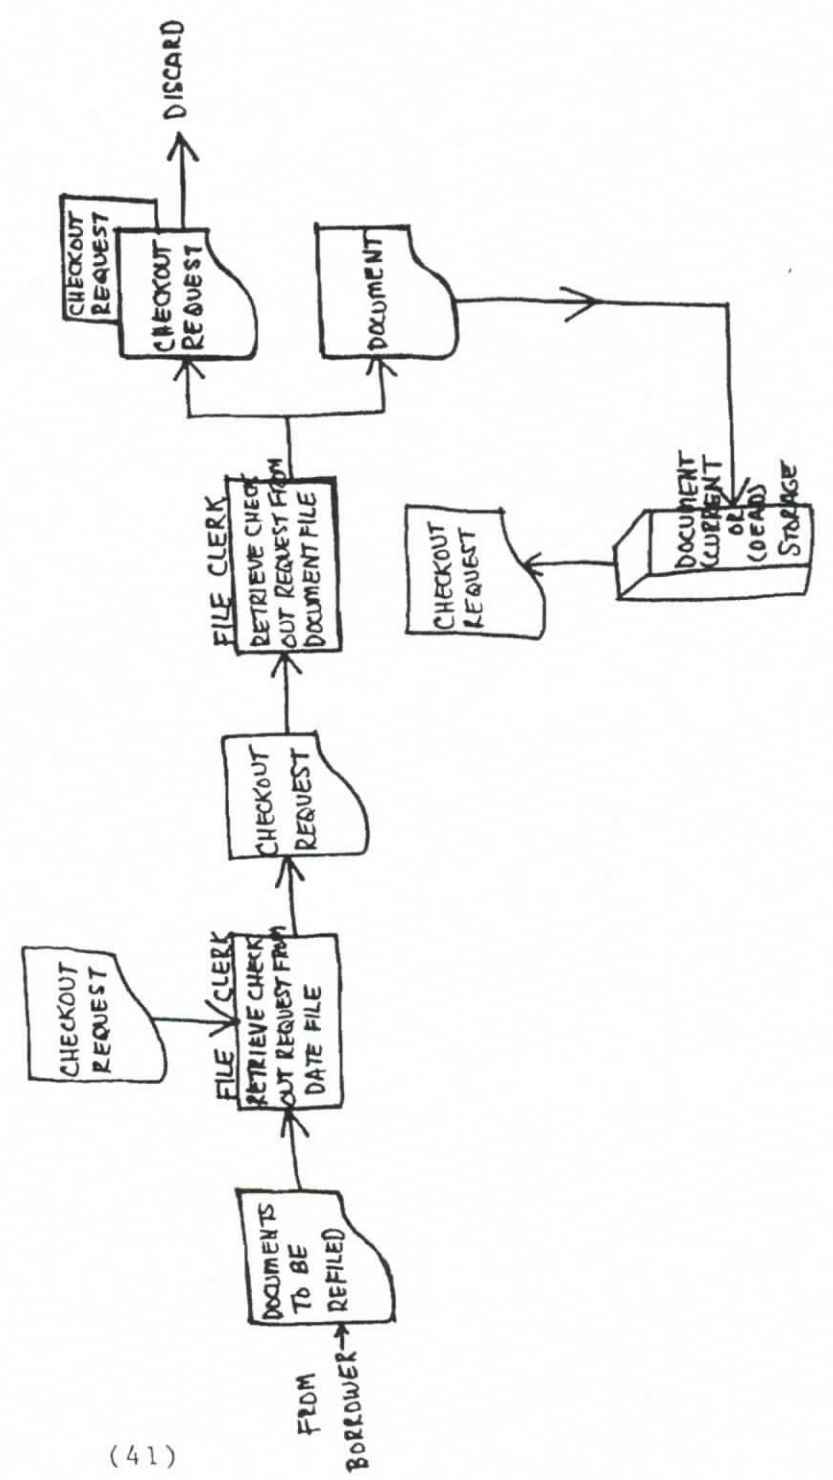 FROM
BORROWER
DOCUMENTS
TO BE
REFILED
CHECKOUT
REQUEST
FILE CLERK
RETRIEVE CHECK
OUT REQUEST FROM
DATE FILE
CHECKOUT
REQUEST
FILE CLERK
RETRIEVE CHECK
OUT REQUEST FROM
DOCUMENT FILE
CHECKOUT
REQUEST
CHECKOUT
REQUEST
DISCARD
DOCUMENT
CHECKOUT
REQUEST
DOCUMENT
(CURRENT
OR
(DEAD)
STORAGE
(41)